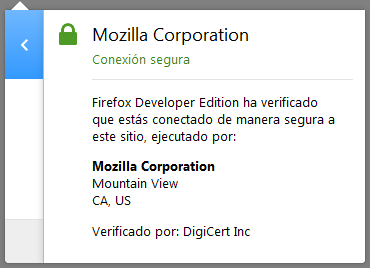 Mozilla Corporation
Conexión segura
Firefox Developer Edition ha verificado
que estás conectado de manera segura a
este sitio, ejecutado por:
Mozilla Corporation
Mountain View
CA, US
Verificado por: DigiCert Inc